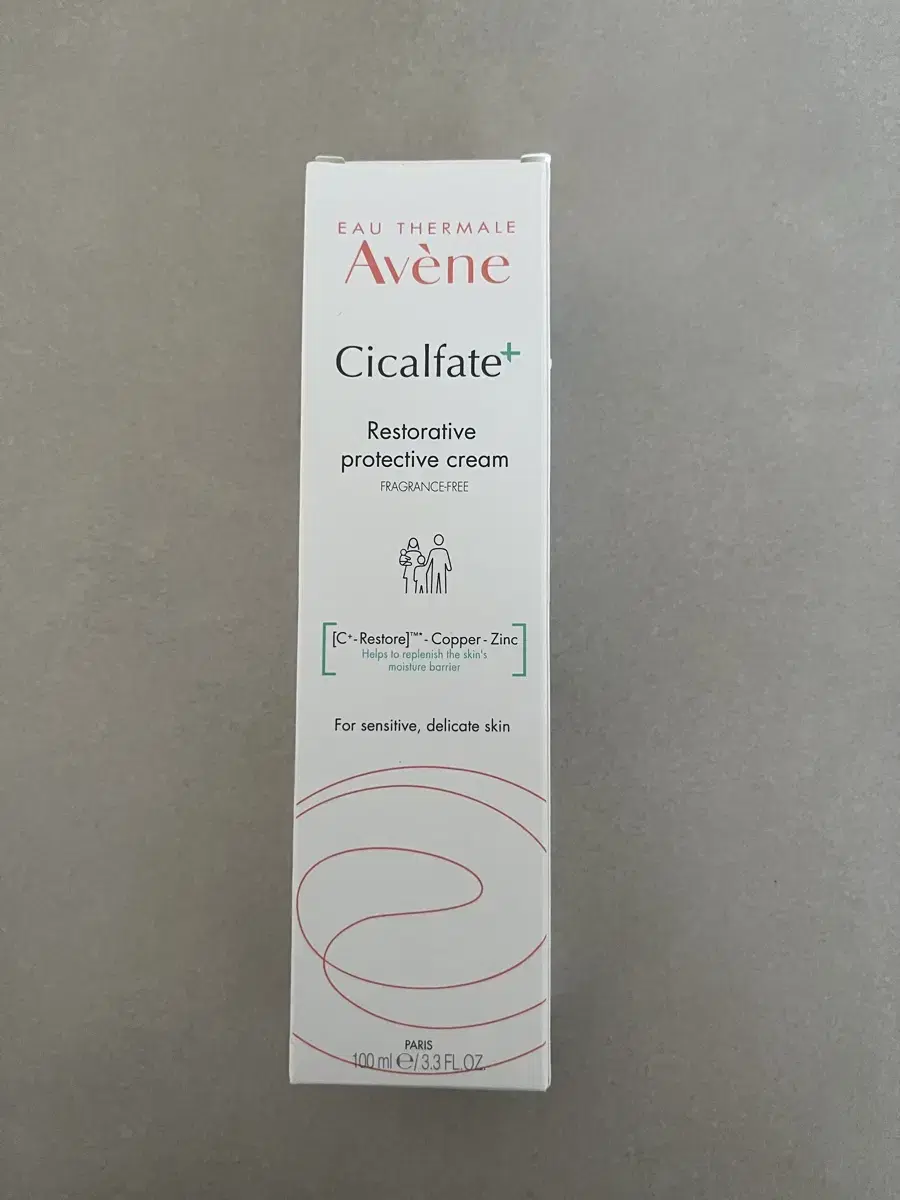 EAU THERMALE
Avène
Cicalfate+
Restorative
protective cream
FRAGRANCE-FREE
[C+-Restore]™* - Copper - Zinc
Helps to replenish the skin's
moisture barrier
For sensitive, delicate skin
PARIS
100 ml ℮/ 3.3 FL.OZ.